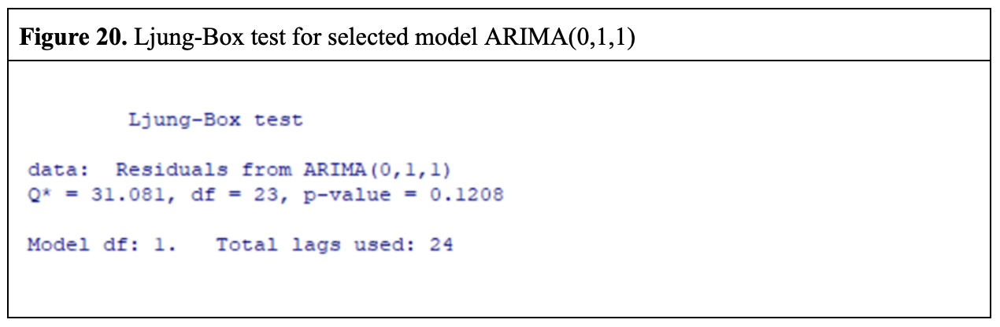 Figure 20. Ljung-Box test for selected model ARIMA(0,1,1)
Ljung-Box test
data:  Residuals from ARIMA(0,1,1)
Q* = 31.081, df = 23, p-value = 0.1208
Model df: 1.   Total lags used: 24